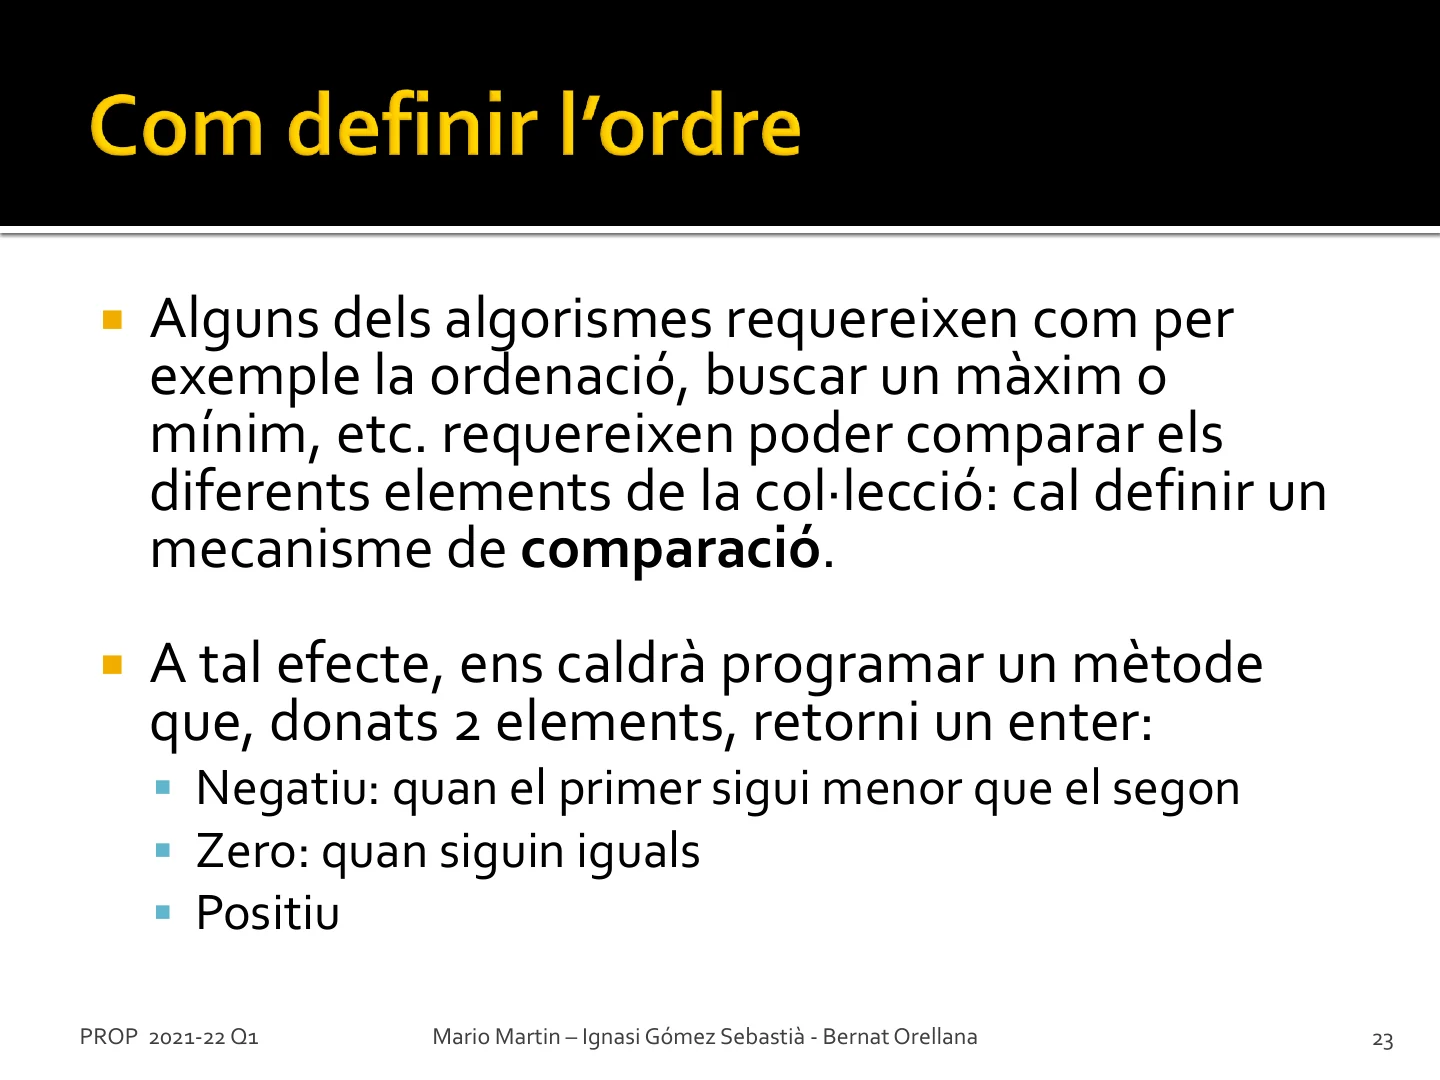 Com definir l’ordre
Alguns dels algorismes requereixen com per
exemple la ordenació, buscar un màxim o
mínim, etc. requereixen poder comparar els
diferents elements de la col·lecció: cal definir un
mecanisme de comparació.
A tal efecte, ens caldrà programar un mètode
que, donats 2 elements, retorni un enter:
Negatiu: quan el primer sigui menor que el segon
Zero: quan siguin iguals
Positiu
PROP 2021-22 Q1
Mario Martin – Ignasi Gómez Sebastià - Bernat Orellana
23